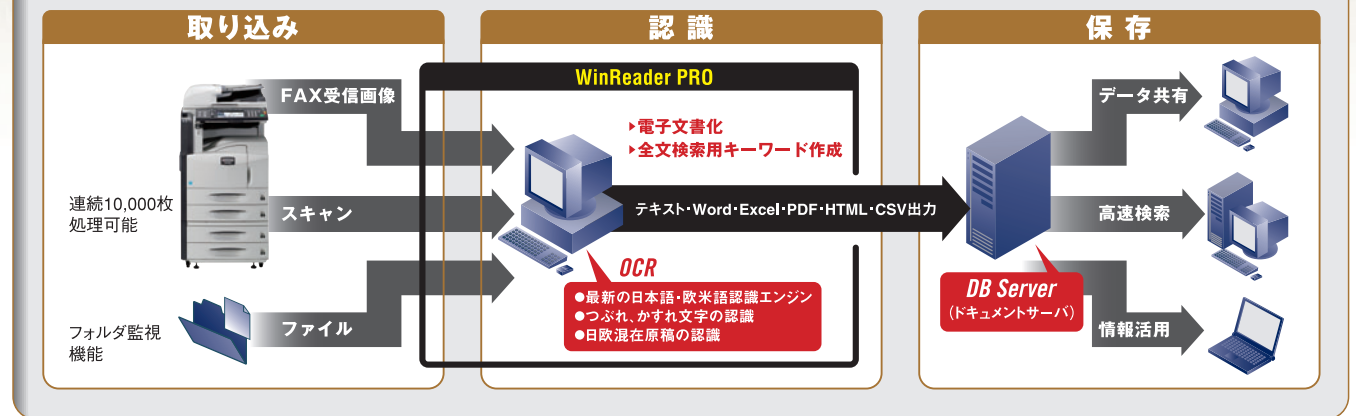 取り込み
認識
保存
WinReader PRO
FAX受信画像
スキャン
ファイル
連続10,000枚
処理可能
フォルダ監視
機能
▸電子文書化
▸全文検索用キーワード作成
テキスト・Word・Excel・PDF・HTML・CSV出力
OCR
●最新の日本語・欧米語認識エンジン
●つぶれ、かすれ文字の認識
●日欧混在原稿の認識
DB Server
(ドキュメントサーバ)
データ共有
高速検索
情報活用